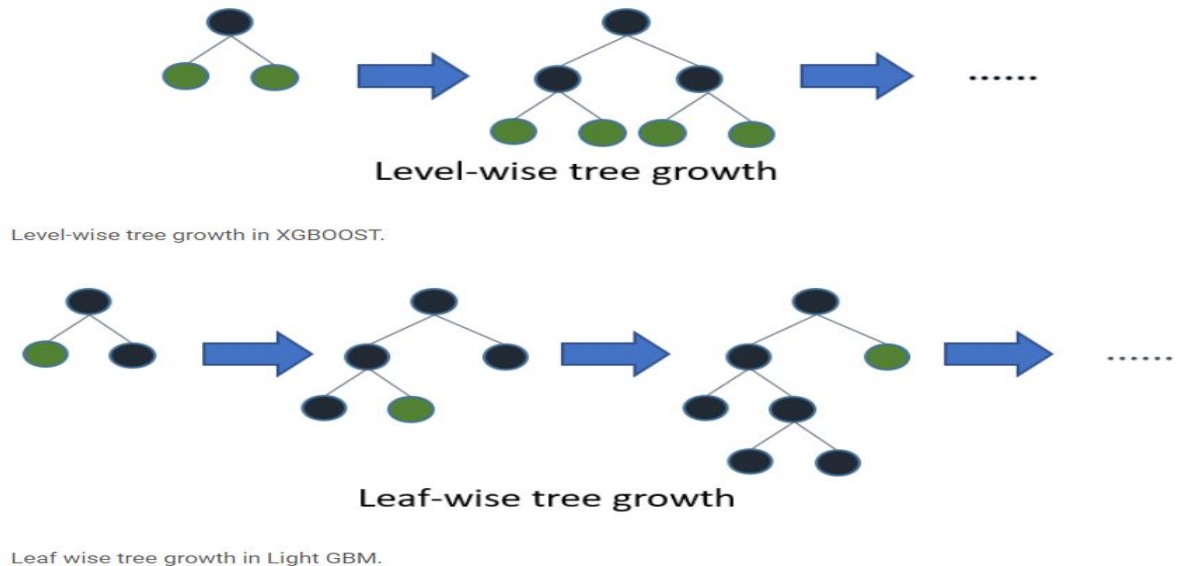 ......
Level-wise tree growth
Level-wise tree growth in XGBOOST.
......
Leaf-wise tree growth
Leaf wise tree growth in Light GBM.